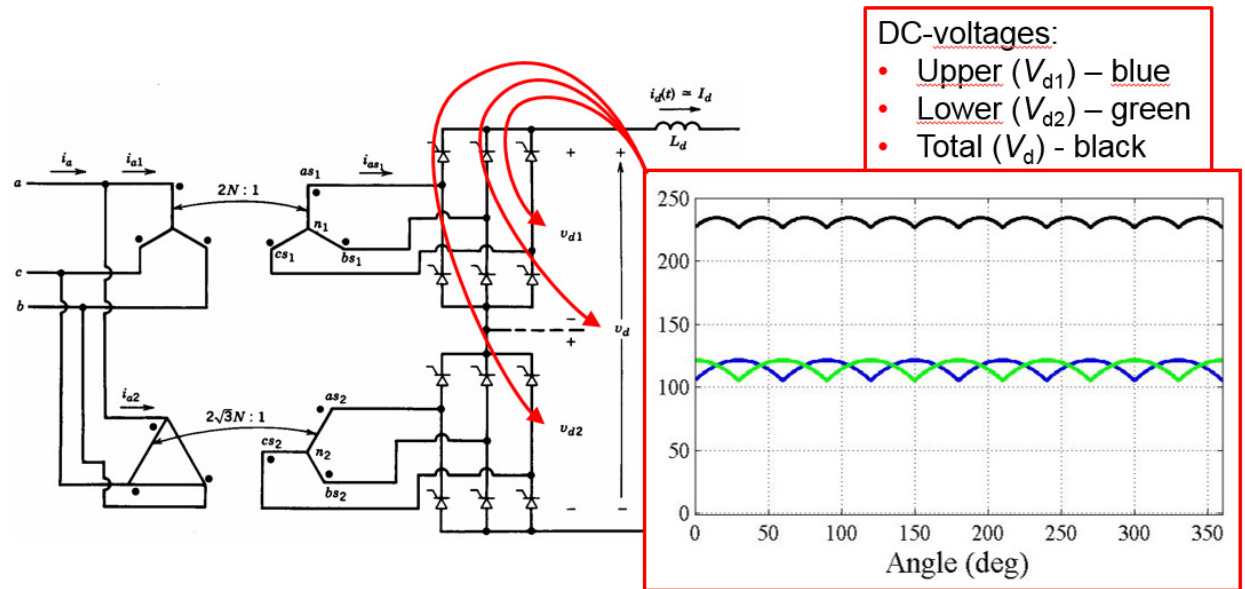 DC-voltages:
• Upper (Vd1) – blue
• Lower (Vd2) – green
• Total (Vd) - black
id(t) ≃ Id
Ld
ia
ia1
a
2N : 1
as1
ias1
n1
cs1
bs1
c
b
+
+
vd1
−
+
vd
ia2
2√3N : 1
as2
cs2
n2
bs2
vd2
−
−
250
200
150
100
50
0
0
50
100
150
200
250
300
350
Angle (deg)